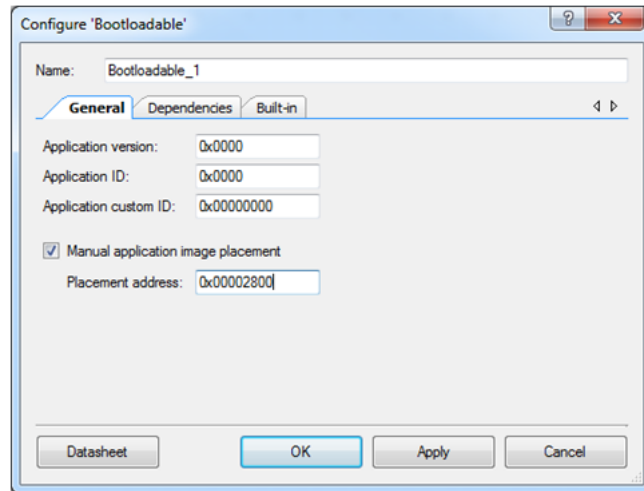 Configure 'Bootloadable'
Name: Bootloadable_1
General Dependencies Built-in
Application version: 0x0000
Application ID: 0x0000
Application custom ID: 0x00000000
Manual application image placement
Placement address: 0x00002800
Datasheet OK Apply Cancel